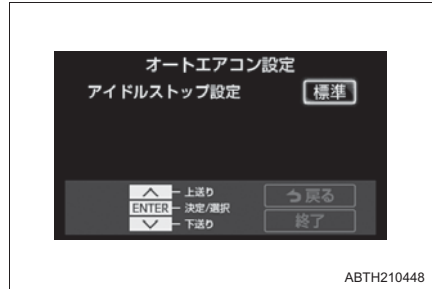 オートエアコン設定
アイドルストップ設定 標準
上送り
ENTER 決定/選択
下送り
戻る
終了
ABTH210448